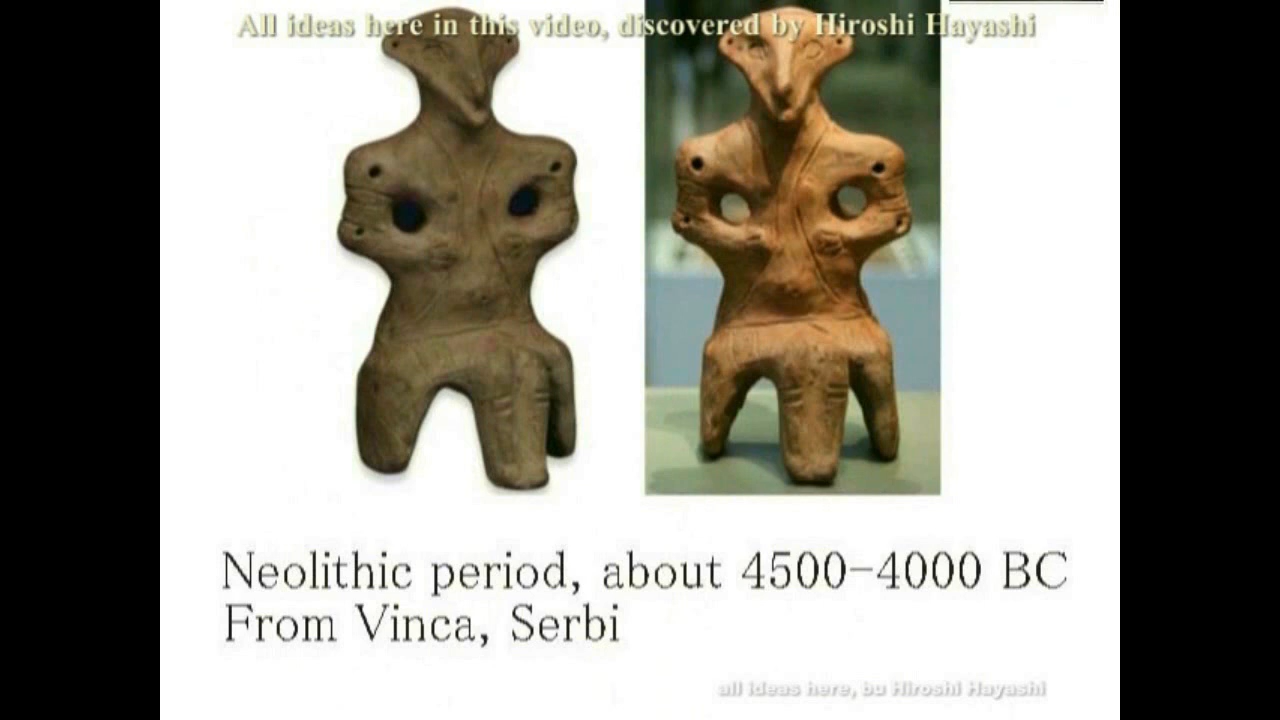 All ideas here in this video, discovered by Hiroshi Hayashi
Neolithic period, about 4500-4000 BC
From Vinca, Serbi
all ideas here, bu Hiroshi Hayashi